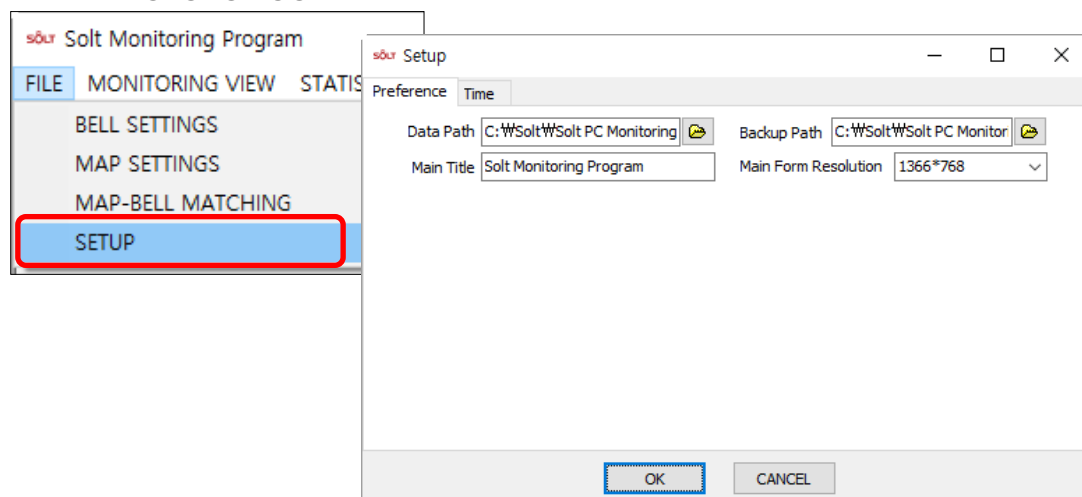 SÔLT Solt Monitoring Program
FILE MONITORING VIEW STATIS
BELL SETTINGS
MAP SETTINGS
MAP-BELL MATCHING
SETUP
SÔLT Setup
Preference Time
Data Path C:₩Solt₩Solt PC Monitoring Backup Path C:₩Solt₩Solt PC Monitor
Main Title Solt Monitoring Program Main Form Resolution 1366*768
OK CANCEL